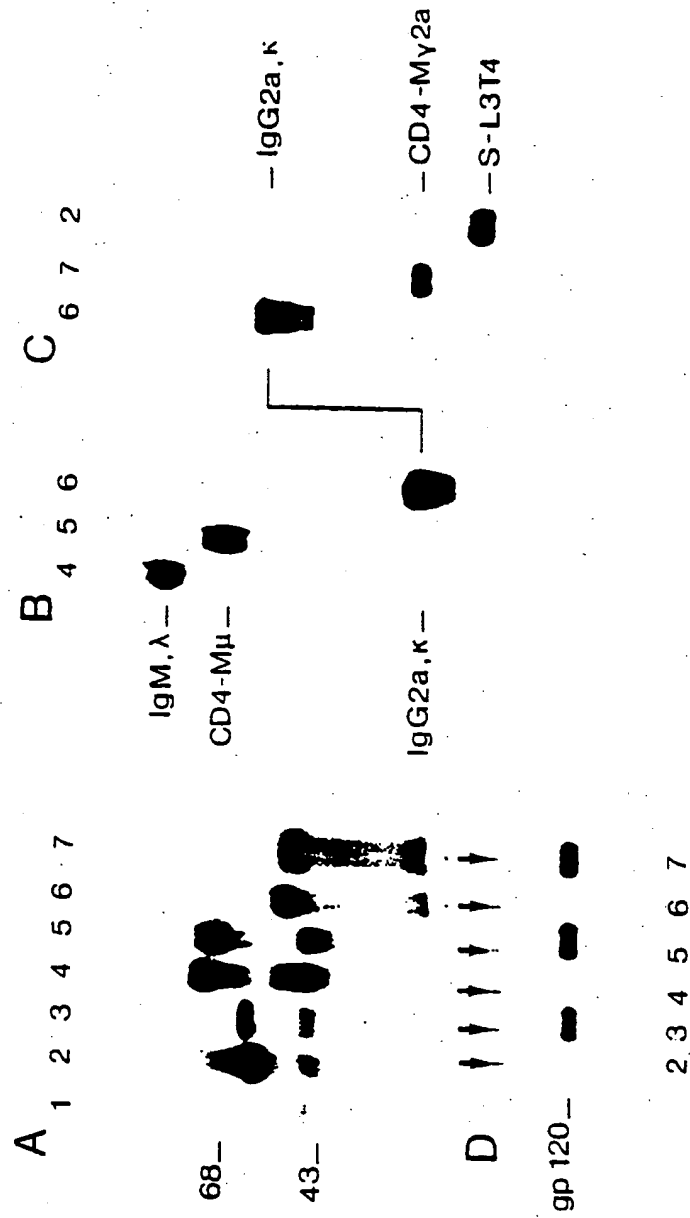 A
1 2 3 4 5 6 7
68
43
D
gp 120
2 3 4 5 6 7
B
4 5 6
IgM, λ
CD4-Mμ
IgG2a, κ
C
6 7 2
IgG2a, κ
CD4-Mγ2a
S-L3T4